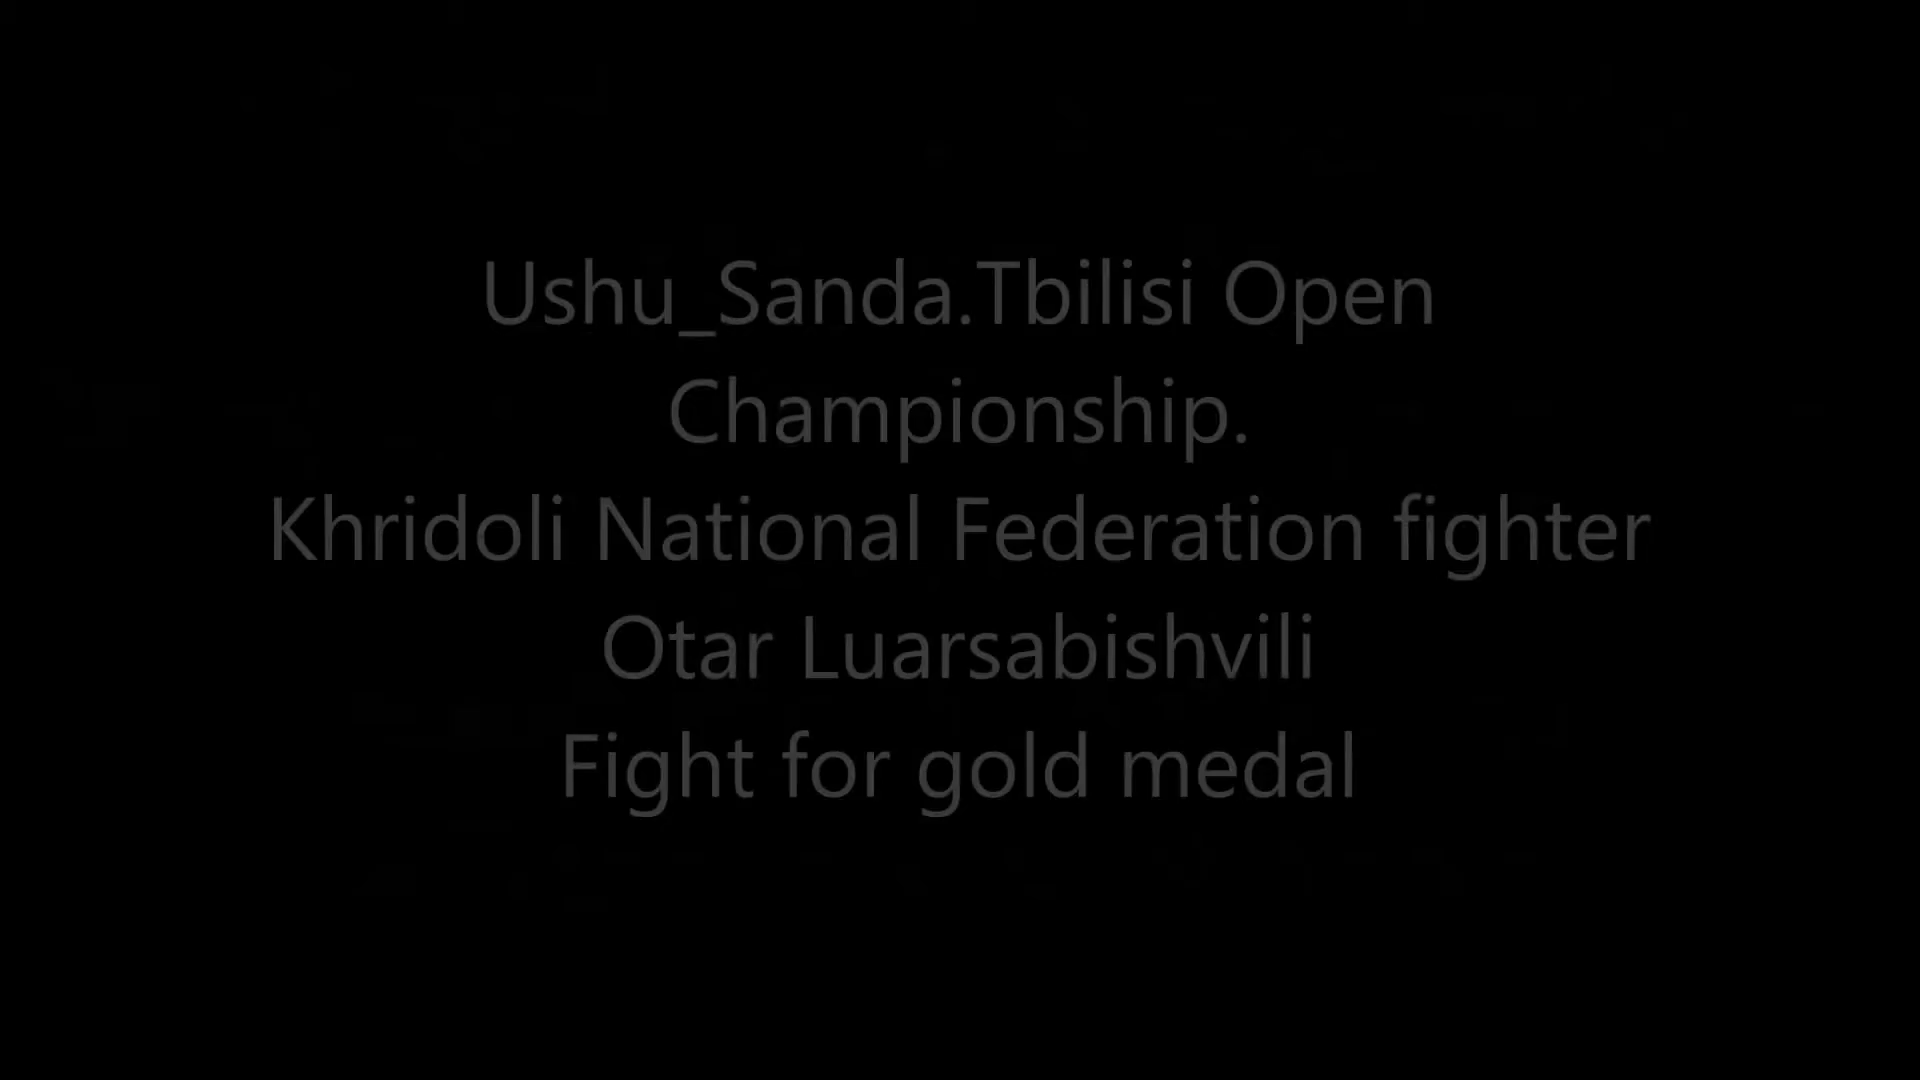 Ushu_Sanda.Tbilisi Open
Championship.
Khridoli National Federation fighter
Otar Luarsabishvili
Fight for gold medal